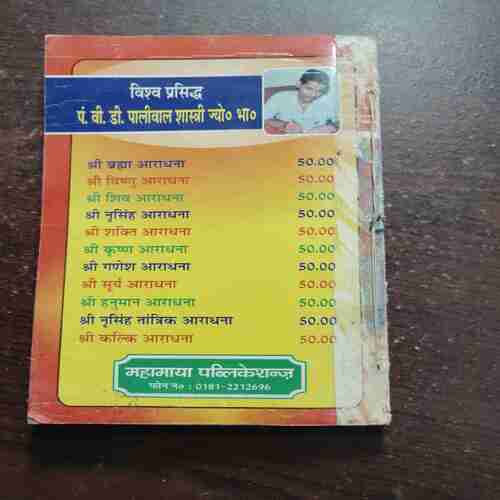 विश्व प्रसिद्ध
पं. वी. डी. पालीवाल शास्त्री ज्यो० भा०
श्री ब्रह्मा आराधना 50.00
श्री विष्णु आराधना 50.00
श्री शिव आराधना 50.00
श्री नृसिंह आराधना 50.00
श्री शक्ति आराधना 50.00
श्री कृष्ण आराधना 50.00
श्री गणेश आराधना 50.00
श्री सूर्य आराधना 50.00
श्री हनुमान आराधना 50.00
श्री नृसिंह तांत्रिक आराधना 50.00
श्री कल्कि आराधना 50.00
महामाया पब्लिकेशन्ज़
फोन न० : 0181-2212696